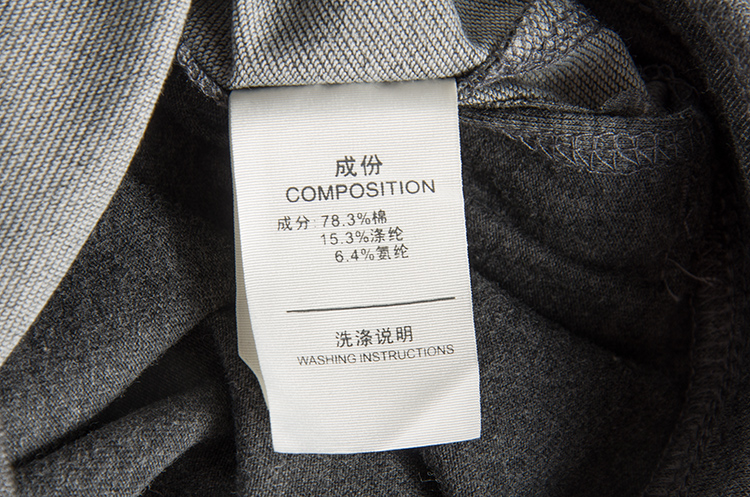 成份
COMPOSITION
成分:78.3%棉
15.3%涤纶
6.4%氨纶
洗涤说明
WASHING INSTRUCTIONS